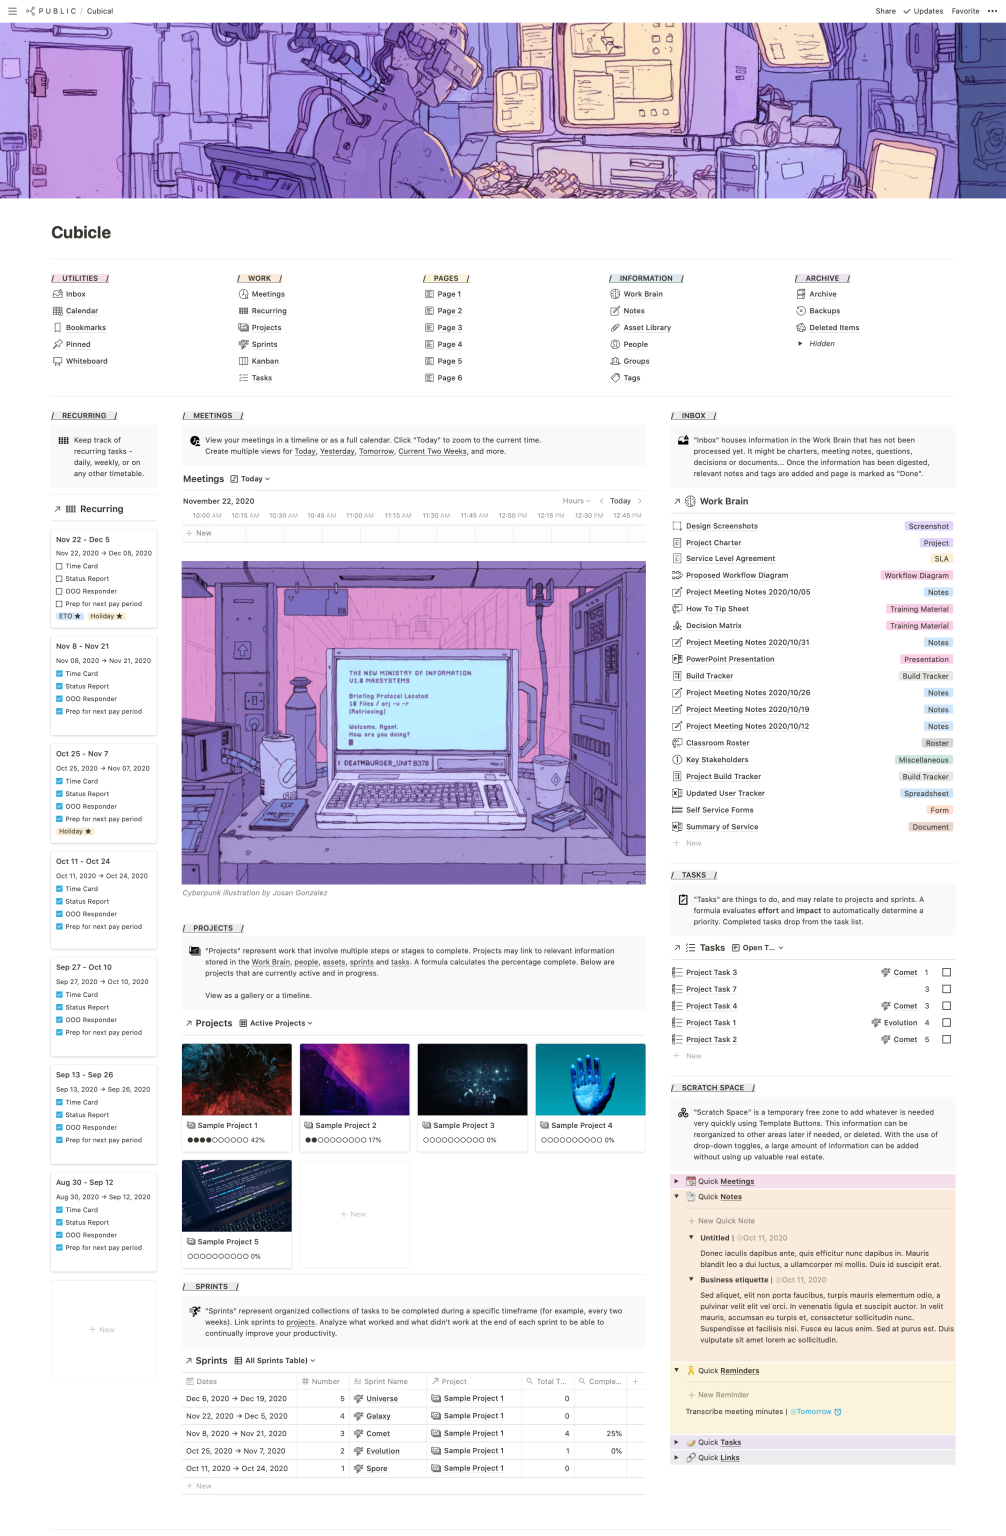 PUBLIC / Cubical
Share Updates Favorite •••
Cubicle
/ UTILITIES /
Inbox
Calendar
Bookmarks
Pinned
Whiteboard
/ WORK /
Meetings
Recurring
Projects
Sprints
Kanban
Tasks
/ PAGES /
Page 1
Page 2
Page 3
Page 4
Page 5
Page 6
/ INFORMATION /
Work Brain
Notes
Asset Library
People
Groups
Tags
/ ARCHIVE /
Archive
Backups
Deleted Items
Hidden
/ RECURRING /
Keep track of
recurring tasks -
daily, weekly, or on
any other timetable.
Recurring
Nov 22 - Dec 5
Nov 22, 2020 → Dec 05, 2020
Time Card
Status Report
OOO Responder
Prep for next pay period
ETO ★ Holiday ★
Nov 8 - Nov 21
Nov 08, 2020 → Nov 21, 2020
Time Card
Status Report
OOO Responder
Prep for next pay period
Oct 25 - Nov 7
Oct 25, 2020 → Nov 07, 2020
Time Card
Status Report
OOO Responder
Prep for next pay period
Holiday ★
Oct 11 - Oct 24
Oct 11, 2020 → Oct 24, 2020
Time Card
Status Report
OOO Responder
Prep for next pay period
Sep 27 - Oct 10
Sep 27, 2020 → Oct 10, 2020
Time Card
Status Report
OOO Responder
Prep for next pay period
Sep 13 - Sep 26
Sep 13, 2020 → Sep 26, 2020
Time Card
Status Report
OOO Responder
Prep for next pay period
Aug 30 - Sep 12
Aug 30, 2020 → Sep 12, 2020
Time Card
Status Report
OOO Responder
Prep for next pay period
+ New
/ MEETINGS /
View your meetings in a timeline or as a full calendar. Click "Today" to zoom to the current time.
Create multiple views for Today, Yesterday, Tomorrow, Current Two Weeks, and more.
Meetings Today
November 22, 2020 Hours < Today >
10:00 AM 10:15 AM 10:30 AM 10:45 AM 11:00 AM 11:15 AM 11:30 AM 11:45 AM 12:00 PM 12:15 PM 12:30 PM 12:45 PM
+ New
THE NEW MINISTRY OF INFORMATION
V1.0 MAXSYSTEMS
Briefing Protocol Located
10 Files / orj -v -r
[Retrieving]
Welcome, Agent.
How are you doing?
DEATHBURGER_UNIT B376
Cyberpunk illustration by Josan Gonzalez
/ PROJECTS /
"Projects" represent work that involve multiple steps or stages to complete. Projects may link to relevant information
stored in the Work Brain, people, assets, sprints and tasks. A formula calculates the percentage complete. Below are
projects that are currently active and in progress.
View as a gallery or a timeline.
Projects Active Projects
Sample Project 1
●●●●○○○○○○ 42%
Sample Project 2
●●○○○○○○○○ 17%
Sample Project 3
○○○○○○○○○○ 0%
Sample Project 4
○○○○○○○○○○ 0%
Sample Project 5
○○○○○○○○○○ 0%
+ New
/ SPRINTS /
"Sprints" represent organized collections of tasks to be completed during a specific timeframe (for example, every two
weeks). Link sprints to projects. Analyze what worked and what didn't work at the end of each sprint to be able to
continually improve your productivity.
Sprints All Sprints Table)
Dates Number Sprint Name Project Total T... Comple... +
Dec 6, 2020 → Dec 19, 2020 5 Universe Sample Project 1 0
Nov 22, 2020 → Dec 5, 2020 4 Galaxy Sample Project 1 0
Nov 8, 2020 → Nov 21, 2020 3 Comet Sample Project 1 4 25%
Oct 25, 2020 → Nov 7, 2020 2 Evolution Sample Project 1 1 0%
Oct 11, 2020 → Oct 24, 2020 1 Spore Sample Project 1 0
+ New
/ INBOX /
"Inbox" houses information in the Work Brain that has not been
processed yet. It might be charters, meeting notes, questions,
decisions or documents... Once the information has been digested,
relevant notes and tags are added and page is marked as "Done".
Work Brain
Design Screenshots Screenshot
Project Charter Project
Service Level Agreement SLA
Proposed Workflow Diagram Workflow Diagram
Project Meeting Notes 2020/10/05 Notes
How To Tip Sheet Training Material
Decision Matrix Training Material
Project Meeting Notes 2020/10/31 Notes
PowerPoint Presentation Presentation
Build Tracker Build Tracker
Project Meeting Notes 2020/10/26 Notes
Project Meeting Notes 2020/10/19 Notes
Project Meeting Notes 2020/10/12 Notes
Classroom Roster Roster
Key Stakeholders Miscellaneous
Project Build Tracker Build Tracker
Updated User Tracker Spreadsheet
Self Service Forms Form
Summary of Service Document
+ New
/ TASKS /
"Tasks" are things to do, and may relate to projects and sprints. A
formula evaluates effort and impact to automatically determine a
priority. Completed tasks drop from the task list.
Tasks Open T...
Project Task 3 Comet 1
Project Task 7 3
Project Task 4 Comet 3
Project Task 1 Evolution 4
Project Task 2 Comet 5
+ New
/ SCRATCH SPACE /
"Scratch Space" is a temporary free zone to add whatever is needed
very quickly using Template Buttons. This information can be
reorganized to other areas later if needed, or deleted. With the use of
drop-down toggles, a large amount of information can be added
without using up valuable real estate.
Quick Meetings
Quick Notes
+ New Quick Note
Untitled | @Oct 11, 2020
Donec iaculis dapibus ante, quis efficitur nunc dapibus in. Mauris
blandit leo a dui luctus, a ullamcorper mi mollis. Duis id suscipit erat.
Business etiquette | @Oct 11, 2020
Sed aliquet, elit non porta faucibus, turpis mauris elementum odio, a
pulvinar velit elit vel orci. In venenatis ligula et suscipit auctor. In velit
mauris, accumsan eu turpis et, consectetur sollicitudin nunc.
Suspendisse et facilisis nisi. Fusce eu lacus enim. Sed at purus est. Duis
vulputate sit amet lorem ac sollicitudin.
Quick Reminders
+ New Reminder
Transcribe meeting minutes | @Tomorrow
Quick Tasks
Quick Links